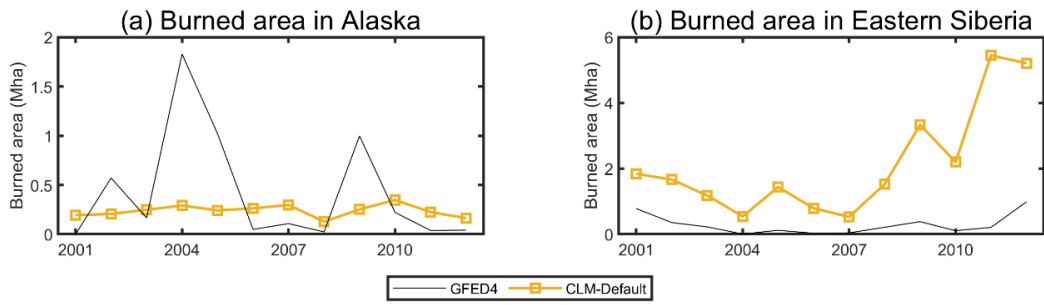 (a) Burned area in Alaska
Burned area (Mha)
2
1.5
1
0.5
0
2001 2004 2007 2010
(b) Burned area in Eastern Siberia
Burned area (Mha)
6
4
2
0
2001 2004 2007 2010
GFED4 CLM-Default